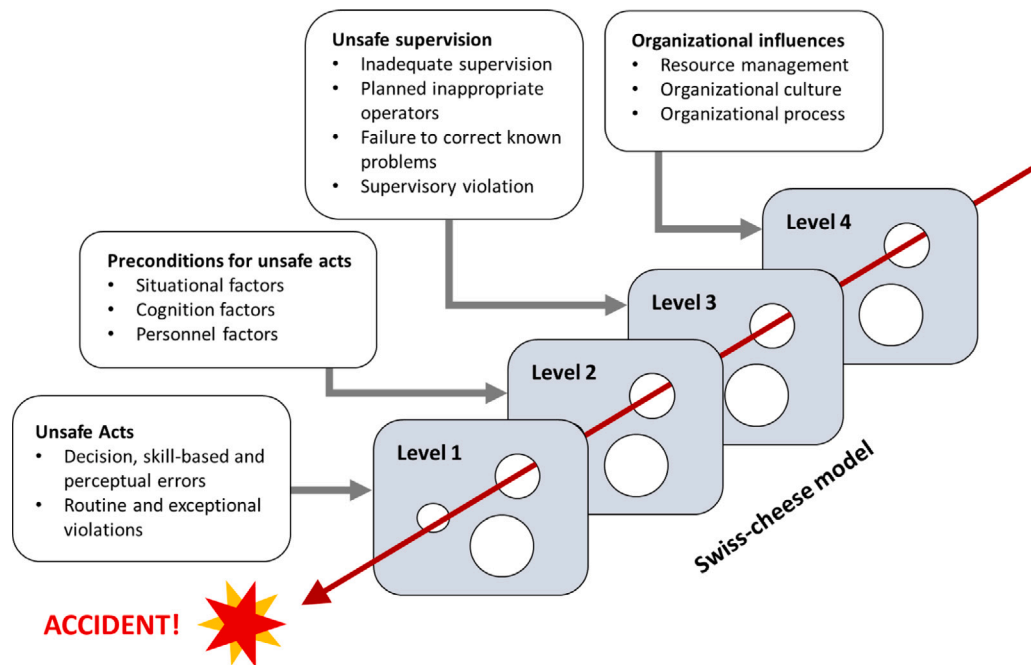 Unsafe supervision
• Inadequate supervision
• Planned inappropriate
operators
• Failure to correct known
problems
• Supervisory violation
Organizational influences
• Resource management
• Organizational culture
• Organizational process
Preconditions for unsafe acts
• Situational factors
• Cognition factors
• Personnel factors
Unsafe Acts
• Decision, skill-based and
perceptual errors
• Routine and exceptional
violations
Level 4
Level 3
Level 2
Level 1
Swiss-cheese model
ACCIDENT!